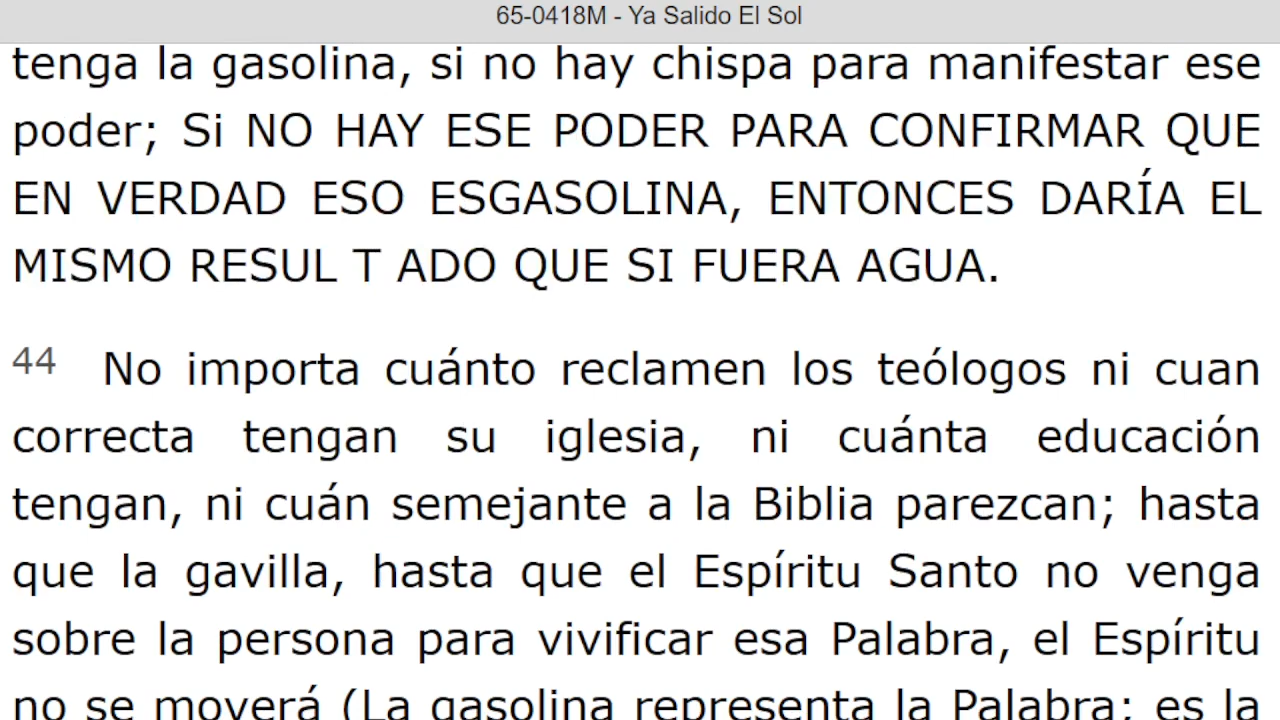 65-0418M - Ya Salido El Sol
tenga la gasolina, si no hay chispa para manifestar ese
poder; Si NO HAY ESE PODER PARA CONFIRMAR QUE
EN VERDAD ESO ESGASOLINA, ENTONCES DARÍA EL
MISMO RESUL T ADO QUE SI FUERA AGUA.
44 No importa cuánto reclamen los teólogos ni cuan
correcta tengan su iglesia, ni cuánta educación
tengan, ni cuán semejante a la Biblia parezcan; hasta
que la gavilla, hasta que el Espíritu Santo no venga
sobre la persona para vivificar esa Palabra, el Espíritu
no se moverá (La gasolina representa la Palabra; es la